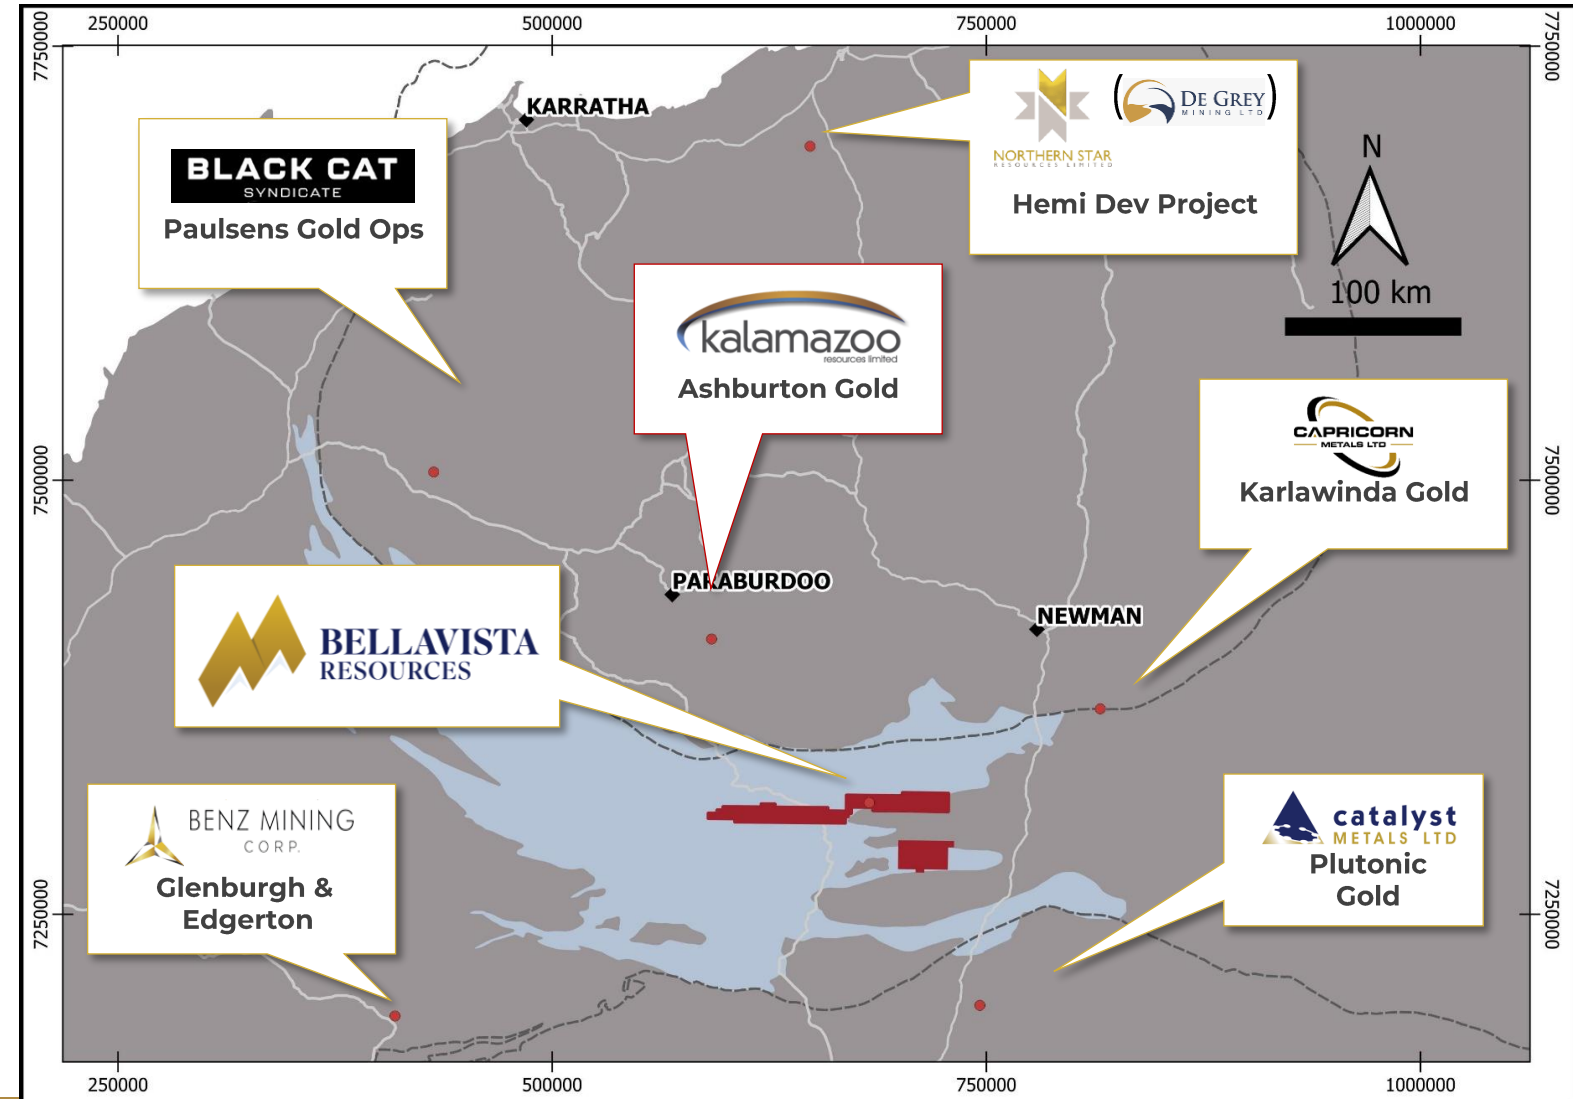 250000
500000
750000
1000000
7750000
7750000
KARRATHA
BLACK CAT
SYNDICATE
Paulsens Gold Ops
NORTHERN STAR
RESOURCES LIMITED
(DE GREY)
MINING LTD
Hemi Dev Project
N
100 km
kalamazoo
resources limited
Ashburton Gold
CAPRICORN
METALS LTD
Karlawinda Gold
7500000
7500000
PARABURDOO
NEWMAN
BELLAVISTA
RESOURCES
BENZ MINING
CORP.
Glenburgh &
Edgerton
catalyst
METALS LTD
Plutonic
Gold
7250000
7250000
250000
500000
750000
1000000